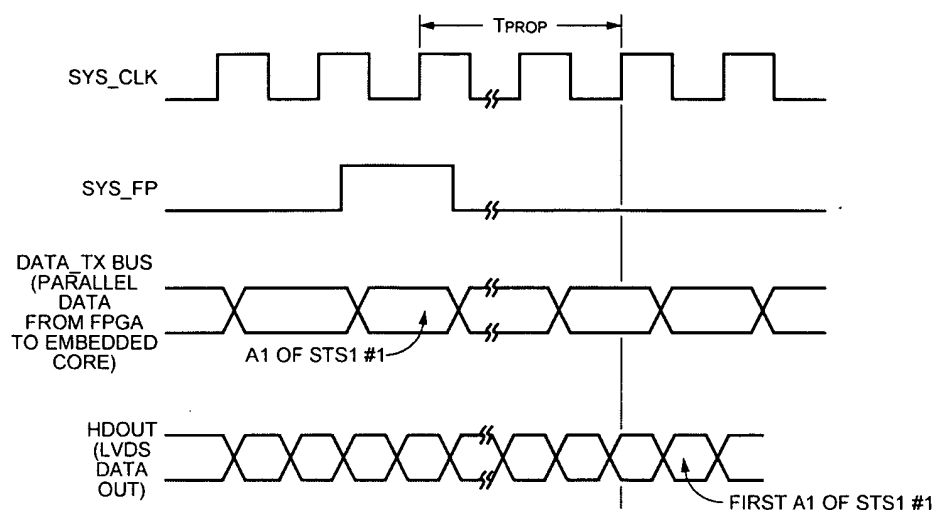 TPROP
SYS_CLK
SYS_FP
DATA_TX BUS
(PARALLEL
DATA
FROM FPGA
TO EMBEDDED
CORE)
A1 OF STS1 #1
HDOUT
(LVDS
DATA
OUT)
FIRST A1 OF STS1 #1